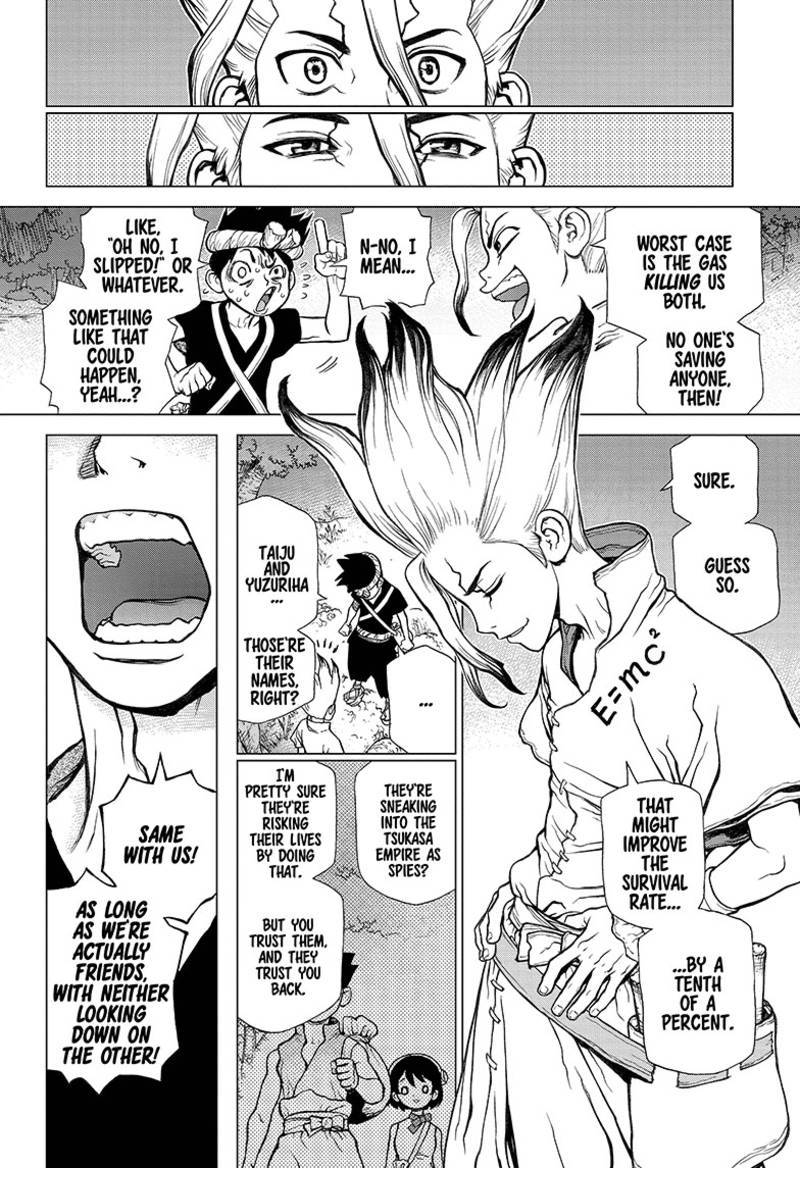 WORST CASE
IS THE GAS
KILLING US
BOTH.
NO ONE'S
SAVING
ANYONE,
THEN!
N-NO, I
MEAN...
LIKE,
"OH NO, I
SLIPPED!" OR
WHATEVER.
SOMETHING
LIKE THAT
COULD
HAPPEN,
YEAH...?
SURE.
GUESS
SO.
E=mc²
THAT
MIGHT
IMPROVE
THE
SURVIVAL
RATE...
...BY A
TENTH
OF A
PERCENT.
TAIJU
AND
YUZURIHA
...
THOSE'RE
THEIR
NAMES,
RIGHT?
...
THEY'RE
SNEAKING
INTO THE
TSUKASA
EMPIRE AS
SPIES?
I'M
PRETTY SURE
THEY'RE
RISKING
THEIR LIVES
BY DOING
THAT.
BUT YOU
TRUST THEM,
AND THEY
TRUST YOU
BACK.
SAME
WITH US!
AS LONG
AS WE'RE
ACTUALLY
FRIENDS,
WITH NEITHER
LOOKING
DOWN ON
THE OTHER!